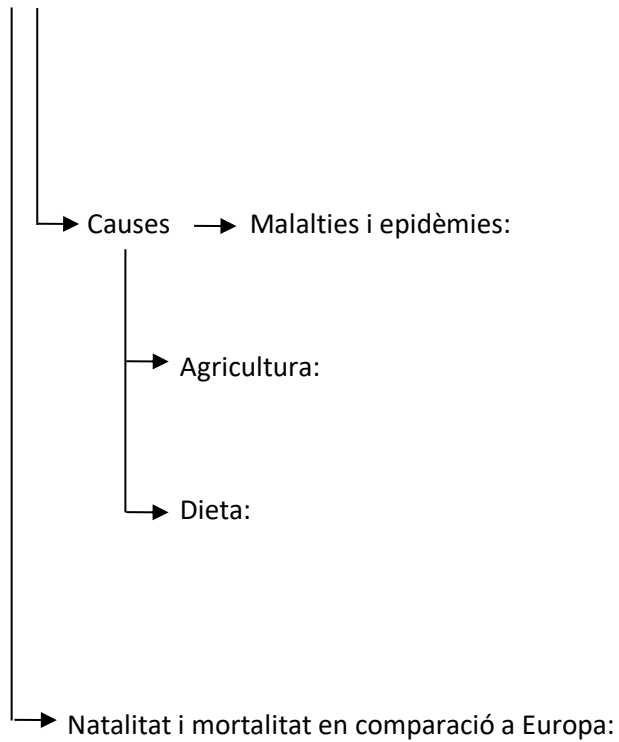 Causes Malalties i epidèmies:
Agricultura:
Dieta:
Natalitat i mortalitat en comparació a Europa: